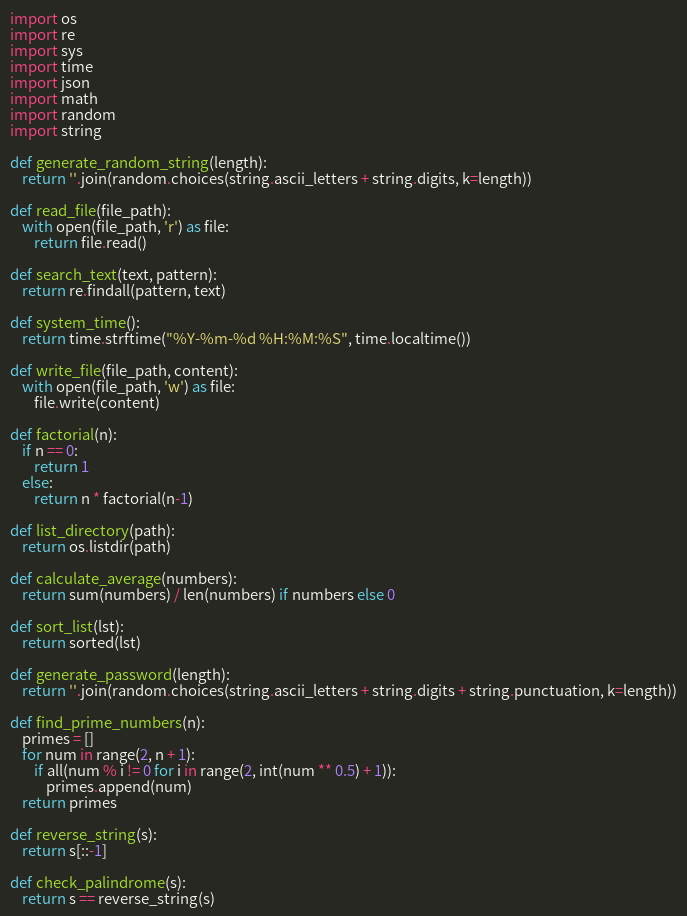 import os
import re
import sys
import time
import json
import math
import random
import string

def generate_random_string(length):
    return ''.join(random.choices(string.ascii_letters + string.digits, k=length))

def read_file(file_path):
    with open(file_path, 'r') as file:
        return file.read()

def search_text(text, pattern):
    return re.findall(pattern, text)

def system_time():
    return time.strftime("%Y-%m-%d %H:%M:%S", time.localtime())

def write_file(file_path, content):
    with open(file_path, 'w') as file:
        file.write(content)

def factorial(n):
    if n == 0:
        return 1
    else:
        return n * factorial(n-1)

def list_directory(path):
    return os.listdir(path)

def calculate_average(numbers):
    return sum(numbers) / len(numbers) if numbers else 0

def sort_list(lst):
    return sorted(lst)

def generate_password(length):
    return ''.join(random.choices(string.ascii_letters + string.digits + string.punctuation, k=length))

def find_prime_numbers(n):
    primes = []
    for num in range(2, n + 1):
        if all(num % i != 0 for i in range(2, int(num ** 0.5) + 1)):
            primes.append(num)
    return primes

def reverse_string(s):
    return s[::-1]

def check_palindrome(s):
    return s == reverse_string(s)